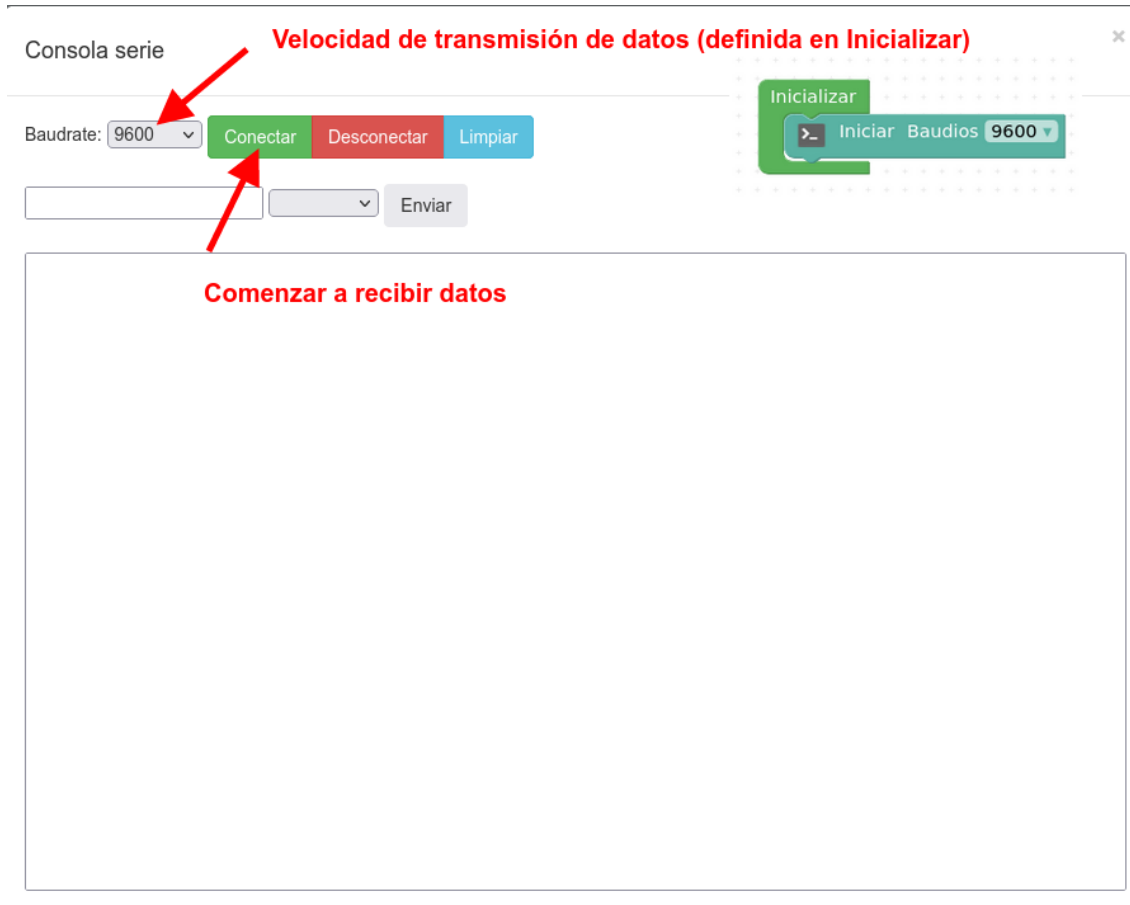 Consola serie
Velocidad de transmisión de datos (definida en Inicializar)
×
Inicializar
>_ Iniciar Baudios 9600
Baudrate: 9600 Conectar Desconectar Limpiar
Enviar
Comenzar a recibir datos